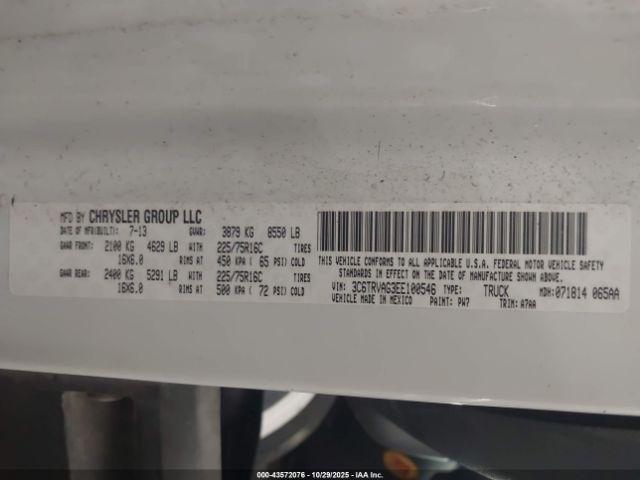 MFD BY CHRYSLER GROUP LLC
DATE OF MFR(BUILT): 7-13 GVWR: 3879 KG 8550 LB
GAWR FRONT: 2100 KG 4629 LB WITH 225/75R16C TIRES
16X6.0 RIMS AT 450 KPA ( 65 PSI) COLD
GAWR REAR: 2400 KG 5291 LB WITH 225/75R16C TIRES
16X6.0 RIMS AT 500 KPA ( 72 PSI) COLD
THIS VEHICLE CONFORMS TO ALL APPLICABLE U.S.A. FEDERAL MOTOR VEHICLE SAFETY
STANDARDS IN EFFECT ON THE DATE OF MANUFACTURE SHOWN ABOVE.
VIN: 3C6TRVAG3EE100546 TYPE: TRUCK MDH: 071814 065AA
VEHICLE MADE IN MEXICO PAINT: PW7 TRIM: A7AA
000-43572076 • 10/29/2025 • IAA Inc.